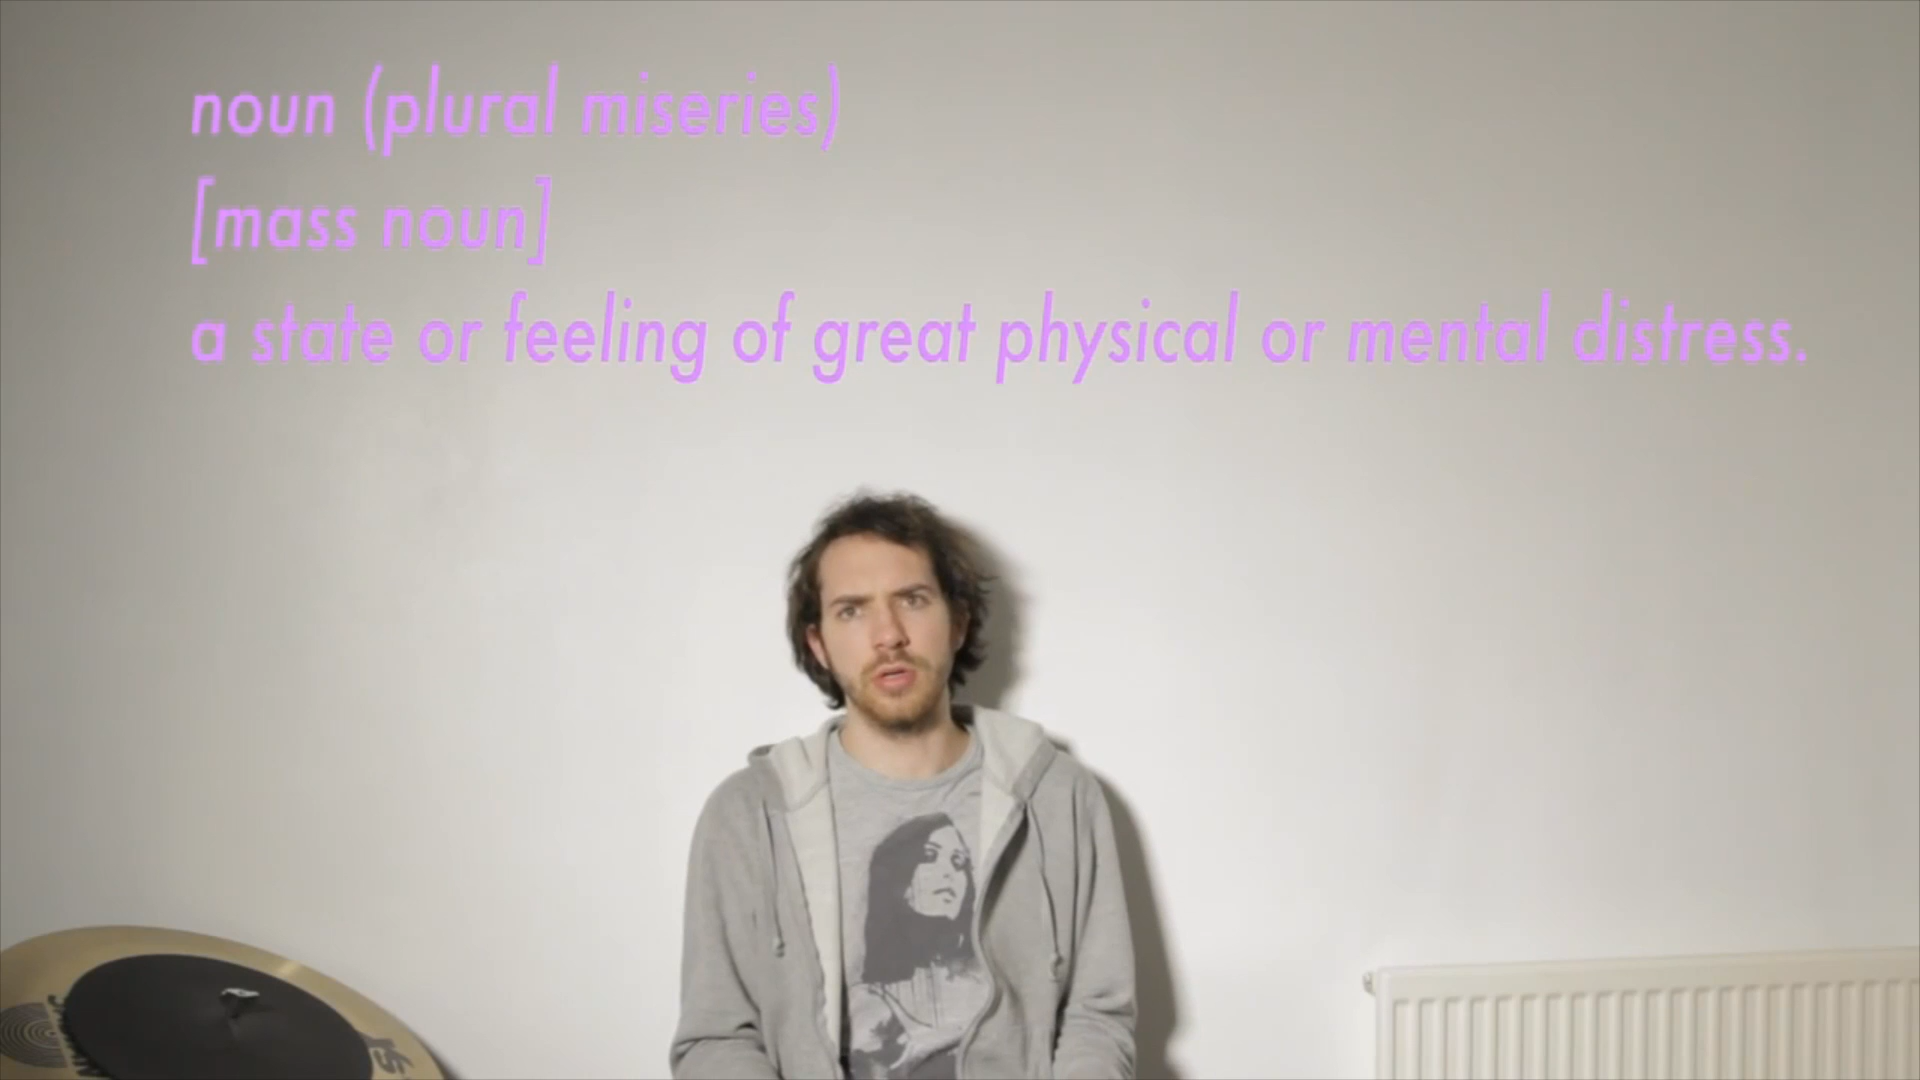 noun (plural miseries)
[mass noun]
a state or feeling of great physical or mental distress.